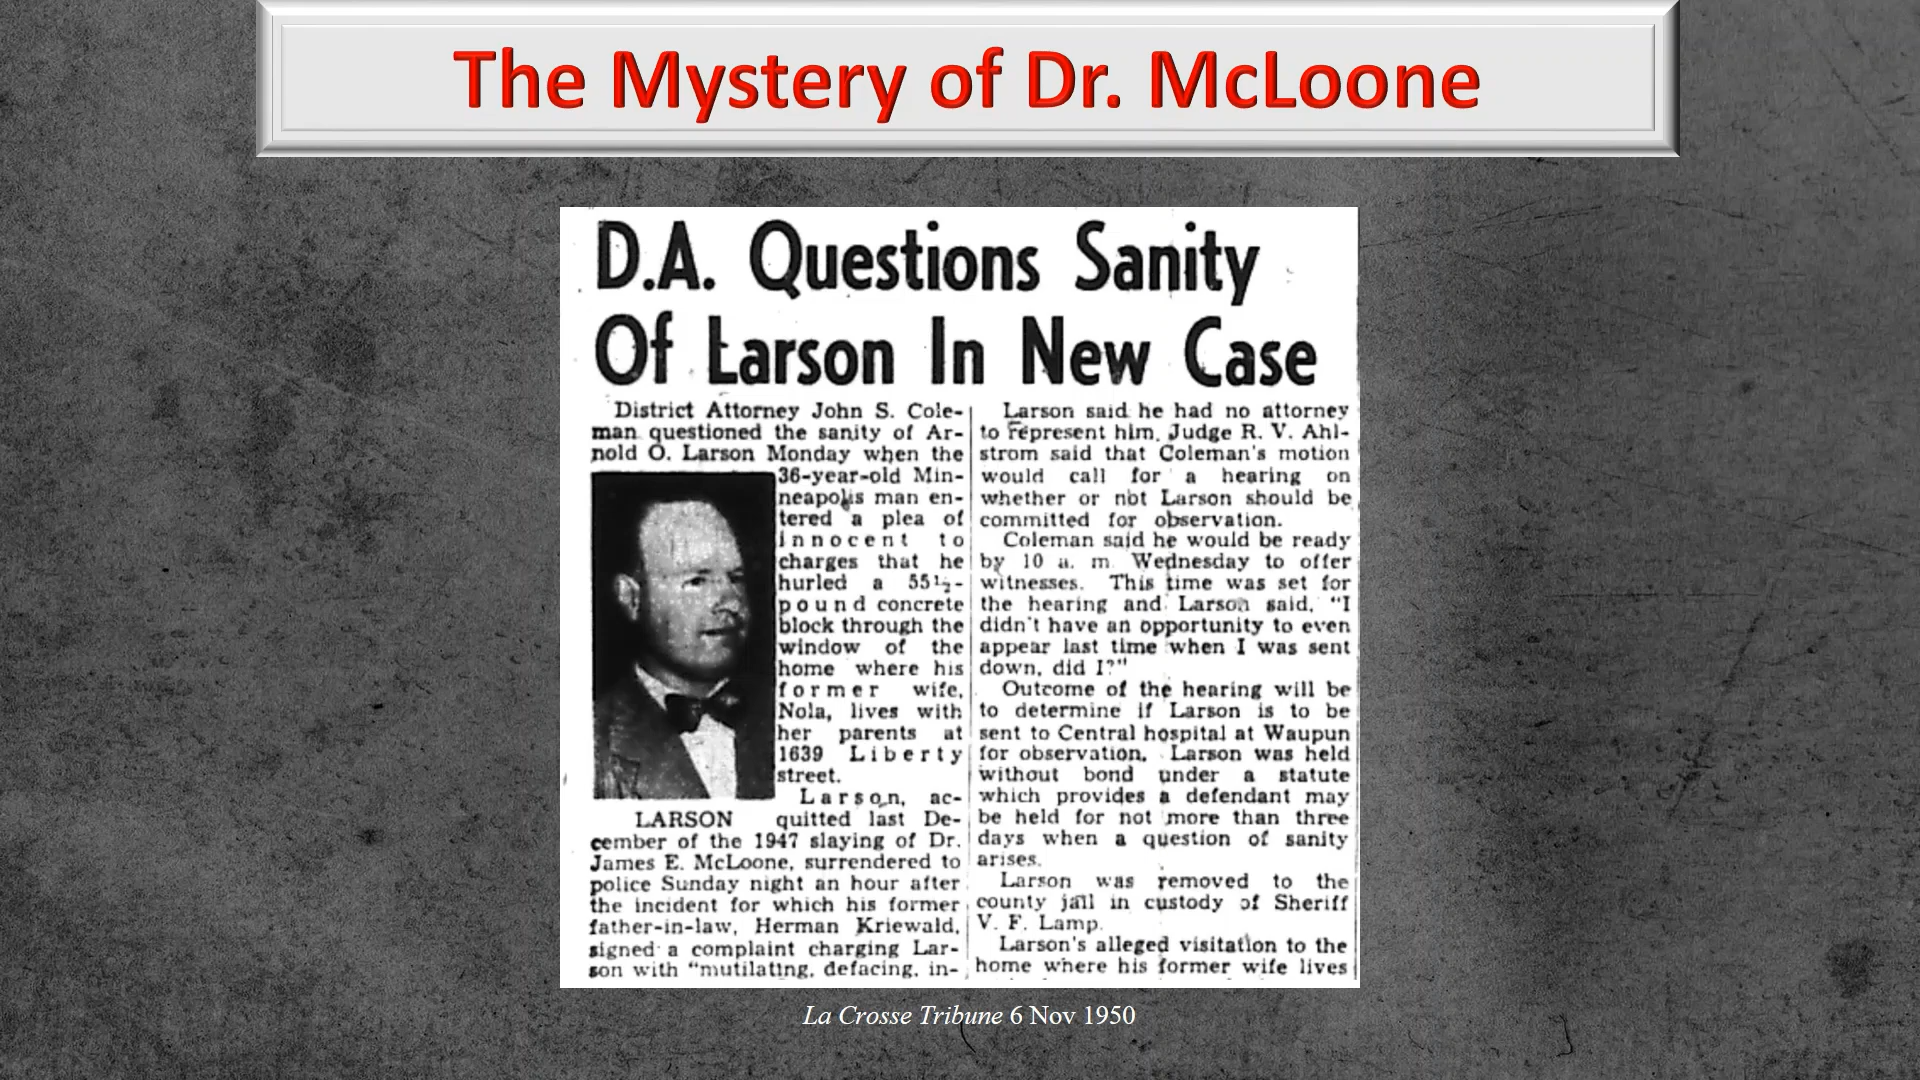 The Mystery of Dr. McLoone
D.A. Questions Sanity
Of Larson In New Case
District Attorney John S. Cole-
man questioned the sanity of Ar-
nold O. Larson Monday when the
36-year-old Min-
neapolis man en-
tered a plea of
innocent to
charges that he
hurled a 55½-
pound concrete
block through the
window of the
home where his
former wife,
Nola, lives with
her parents at
1639 Liberty
street.
Larson, ac-
LARSON quitted last De-
cember of the 1947 slaying of Dr.
James E. McLoone, surrendered to
police Sunday night an hour after
the incident for which his former
father-in-law, Herman Kriewald,
signed a complaint charging Lar-
son with "mutilating, defacing, in-
Larson said he had no attorney
to represent him. Judge R. V. Ahl-
strom said that Coleman's motion
would call for a hearing on
whether or not Larson should be
committed for observation.
Coleman said he would be ready
by 10 a. m. Wednesday to offer
witnesses. This time was set for
the hearing and Larson said, "I
didn't have an opportunity to even
appear last time when I was sent
down, did I?"
Outcome of the hearing will be
to determine if Larson is to be
sent to Central hospital at Waupun
for observation. Larson was held
without bond under a statute
which provides a defendant may
be held for not more than three
days when a question of sanity
arises.
Larson was removed to the
county jail in custody of Sheriff
V. F. Lamp.
Larson's alleged visitation to the
home where his former wife lives
La Crosse Tribune 6 Nov 1950